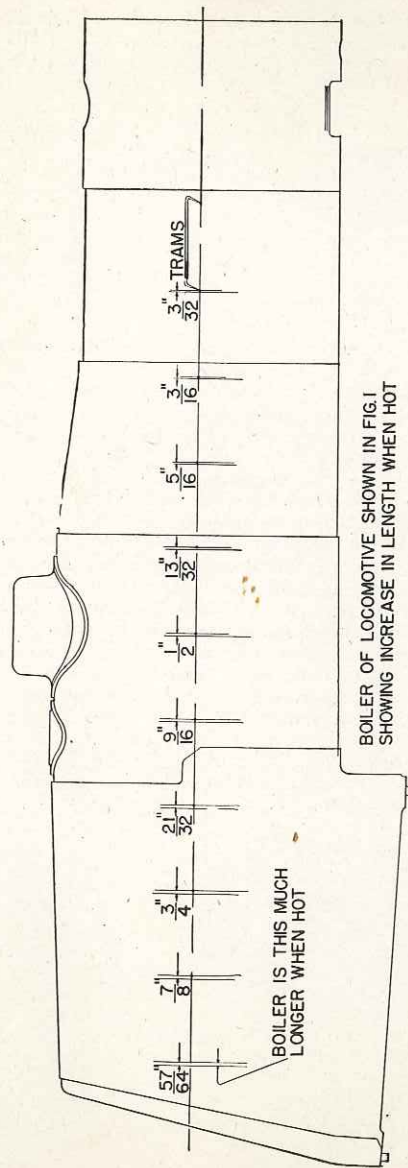 57"/64
7"/8
3"/4
21"/32
9"/16
1"/2
13"/32
5"/16
3"/16
3"/32
TRAMS
BOILER IS THIS MUCH
LONGER WHEN HOT
BOILER OF LOCOMOTIVE SHOWN IN FIG.1
SHOWING INCREASE IN LENGTH WHEN HOT